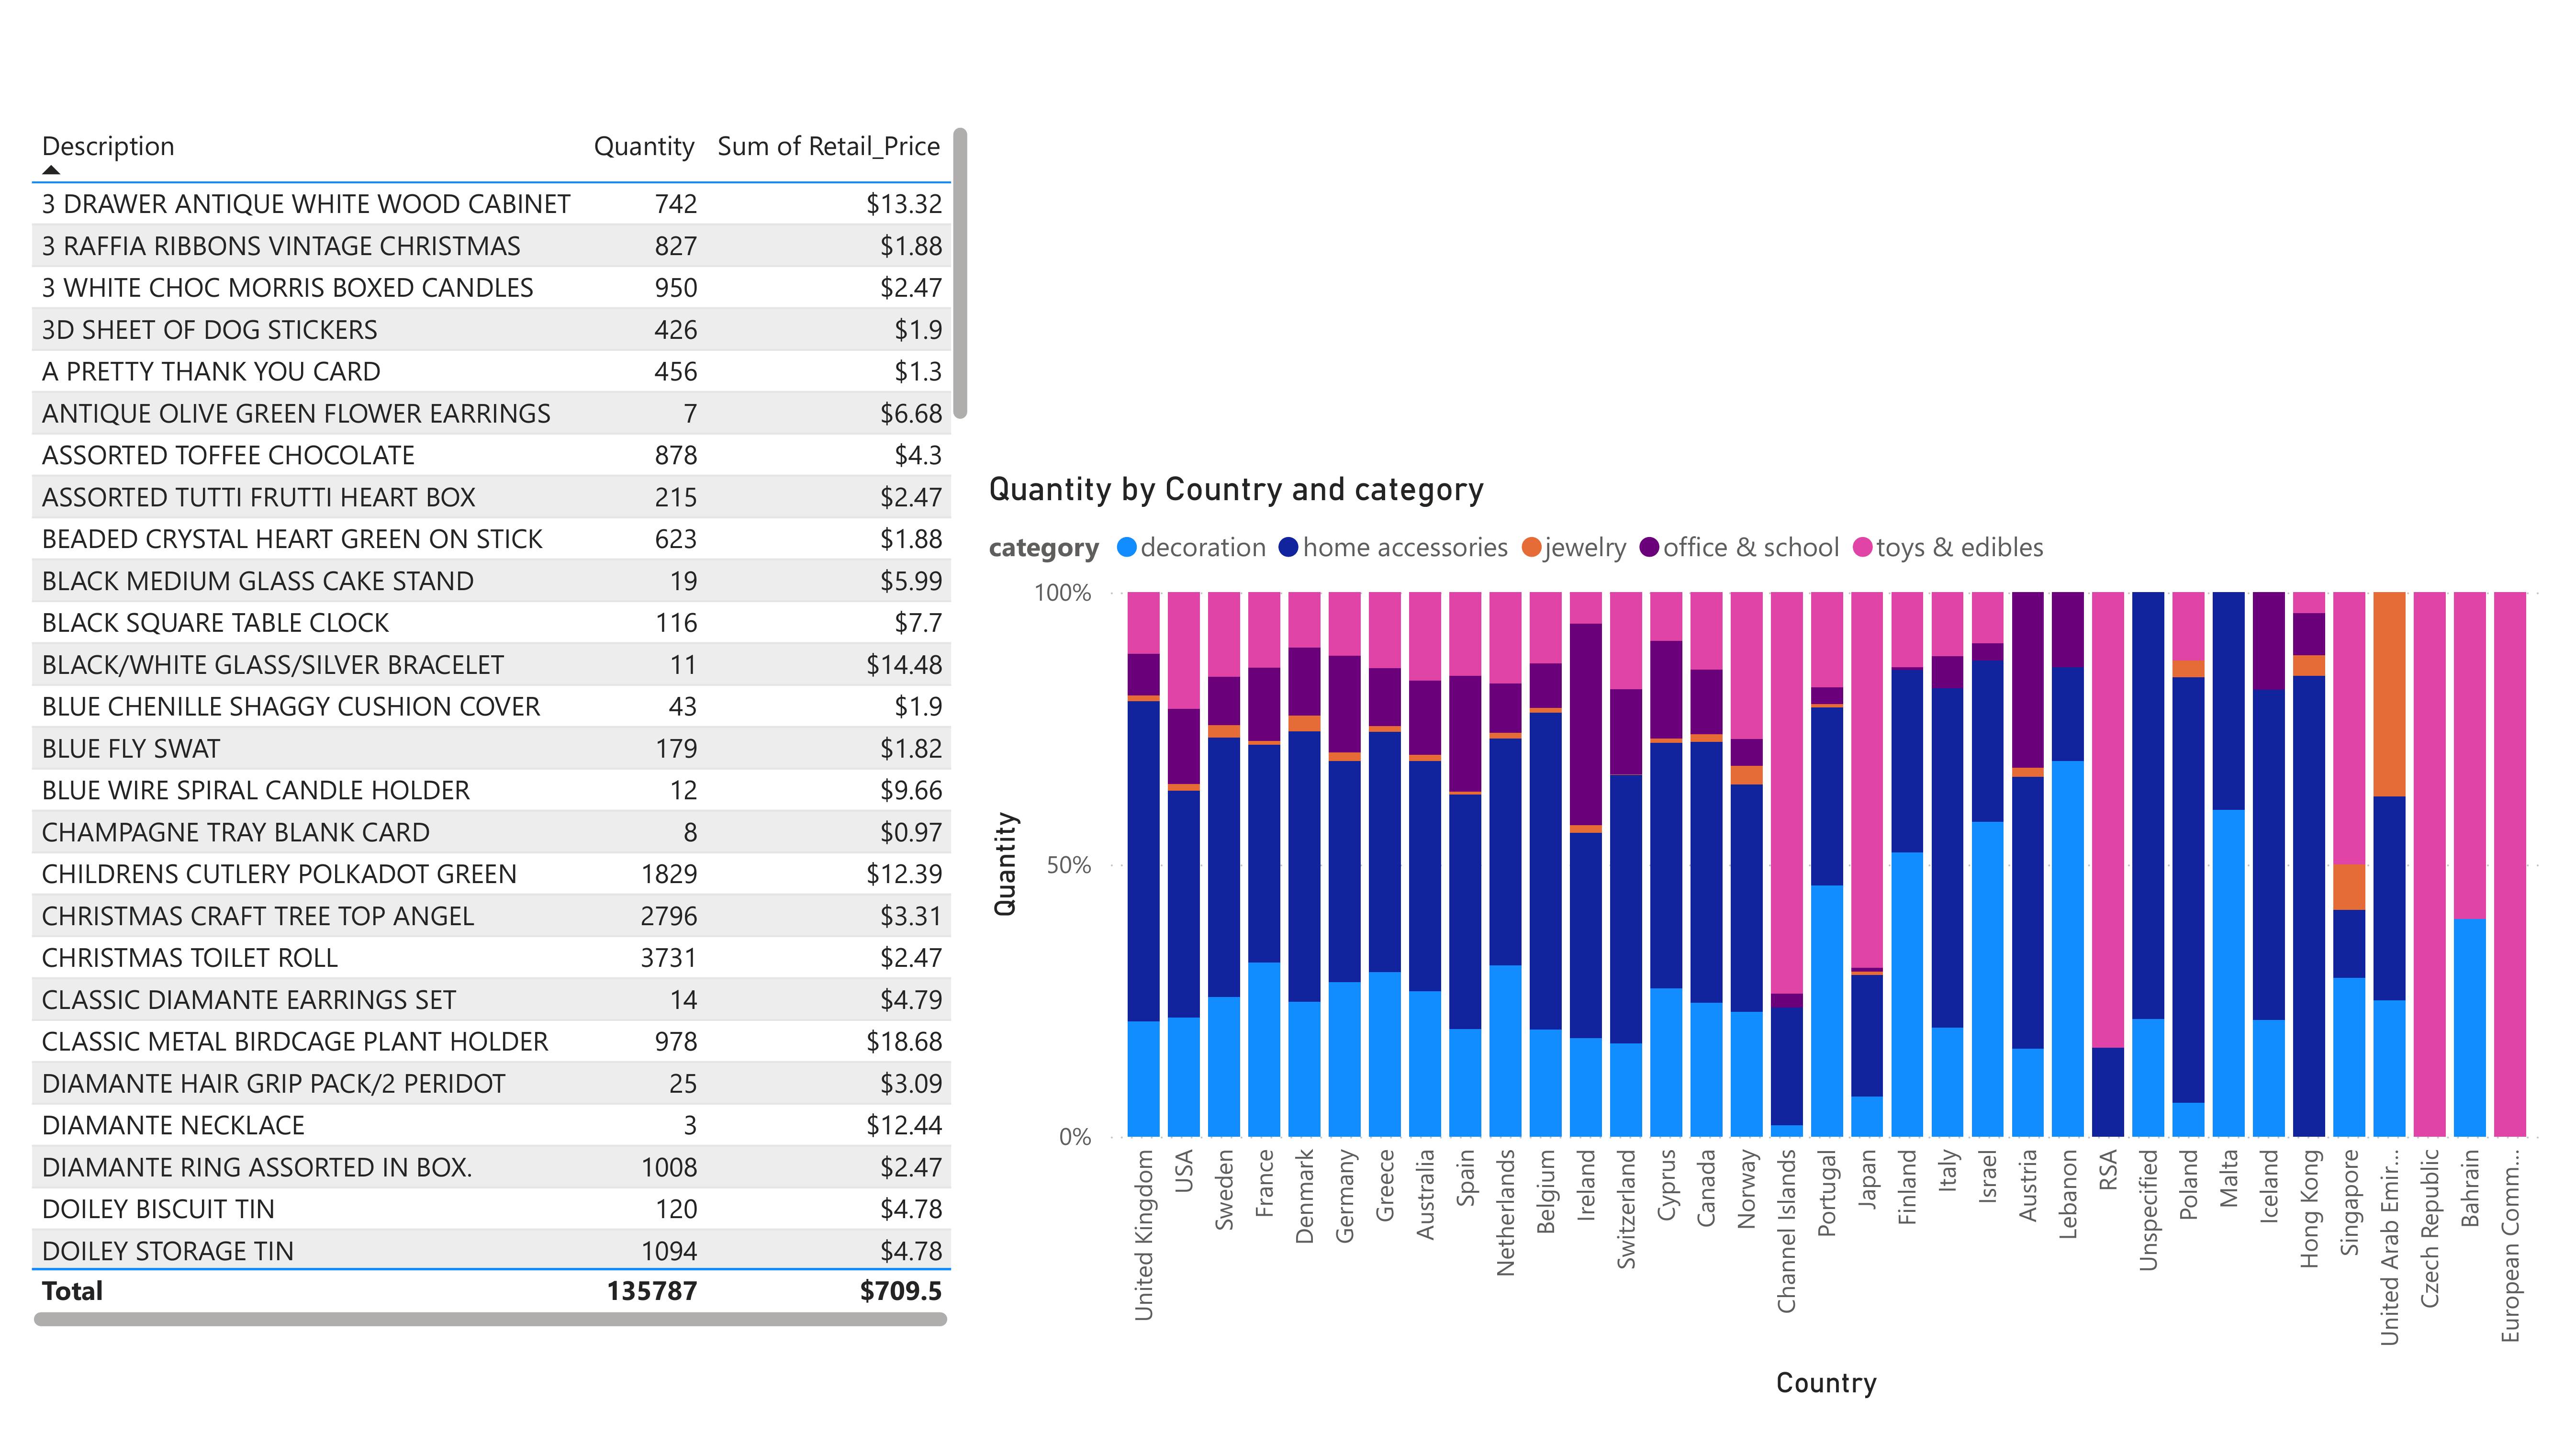 Description Quantity Sum of Retail_Price
3 DRAWER ANTIQUE WHITE WOOD CABINET 742 $13.32
3 RAFFIA RIBBONS VINTAGE CHRISTMAS 827 $1.88
3 WHITE CHOC MORRIS BOXED CANDLES 950 $2.47
3D SHEET OF DOG STICKERS 426 $1.9
A PRETTY THANK YOU CARD 456 $1.3
ANTIQUE OLIVE GREEN FLOWER EARRINGS 7 $6.68
ASSORTED TOFFEE CHOCOLATE 878 $4.3
ASSORTED TUTTI FRUTTI HEART BOX 215 $2.47
BEADED CRYSTAL HEART GREEN ON STICK 623 $1.88
BLACK MEDIUM GLASS CAKE STAND 19 $5.99
BLACK SQUARE TABLE CLOCK 116 $7.7
BLACK/WHITE GLASS/SILVER BRACELET 11 $14.48
BLUE CHENILLE SHAGGY CUSHION COVER 43 $1.9
BLUE FLY SWAT 179 $1.82
BLUE WIRE SPIRAL CANDLE HOLDER 12 $9.66
CHAMPAGNE TRAY BLANK CARD 8 $0.97
CHILDRENS CUTLERY POLKADOT GREEN 1829 $12.39
CHRISTMAS CRAFT TREE TOP ANGEL 2796 $3.31
CHRISTMAS TOILET ROLL 3731 $2.47
CLASSIC DIAMANTE EARRINGS SET 14 $4.79
CLASSIC METAL BIRDCAGE PLANT HOLDER 978 $18.68
DIAMANTE HAIR GRIP PACK/2 PERIDOT 25 $3.09
DIAMANTE NECKLACE 3 $12.44
DIAMANTE RING ASSORTED IN BOX. 1008 $2.47
DOILEY BISCUIT TIN 120 $4.78
DOILEY STORAGE TIN 1094 $4.78
Total 135787 $709.5
Quantity by Country and category
category decoration home accessories jewelry office & school toys & edibles
100%
50%
0%
Quantity
United Kingdom
USA
Sweden
France
Denmark
Germany
Greece
Australia
Spain
Netherlands
Belgium
Ireland
Switzerland
Cyprus
Canada
Norway
Channel Islands
Portugal
Japan
Finland
Italy
Israel
Austria
Lebanon
RSA
Unspecified
Poland
Malta
Iceland
Hong Kong
Singapore
United Arab Emir...
Czech Republic
Bahrain
European Comm...
Country